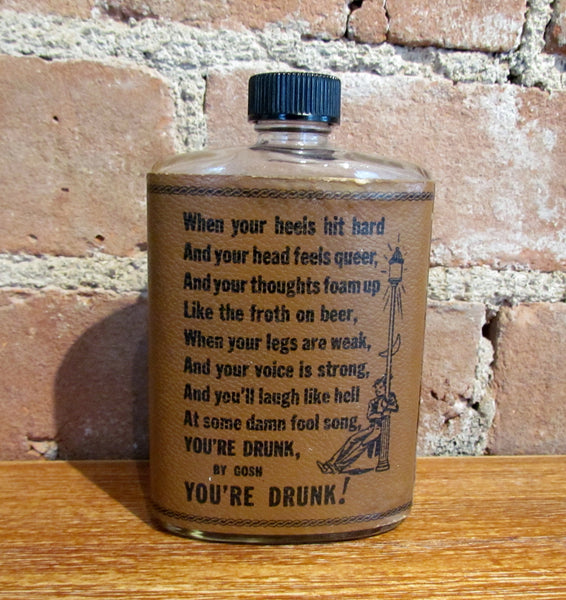 When your heels hit hard
And your head feels queer,
And your thoughts foam up
Like the froth on beer,
When your legs are weak,
And your voice is strong,
And you'll laugh like hell
At some damn fool song,
YOU'RE DRUNK,
BY GOSH
YOU'RE DRUNK!